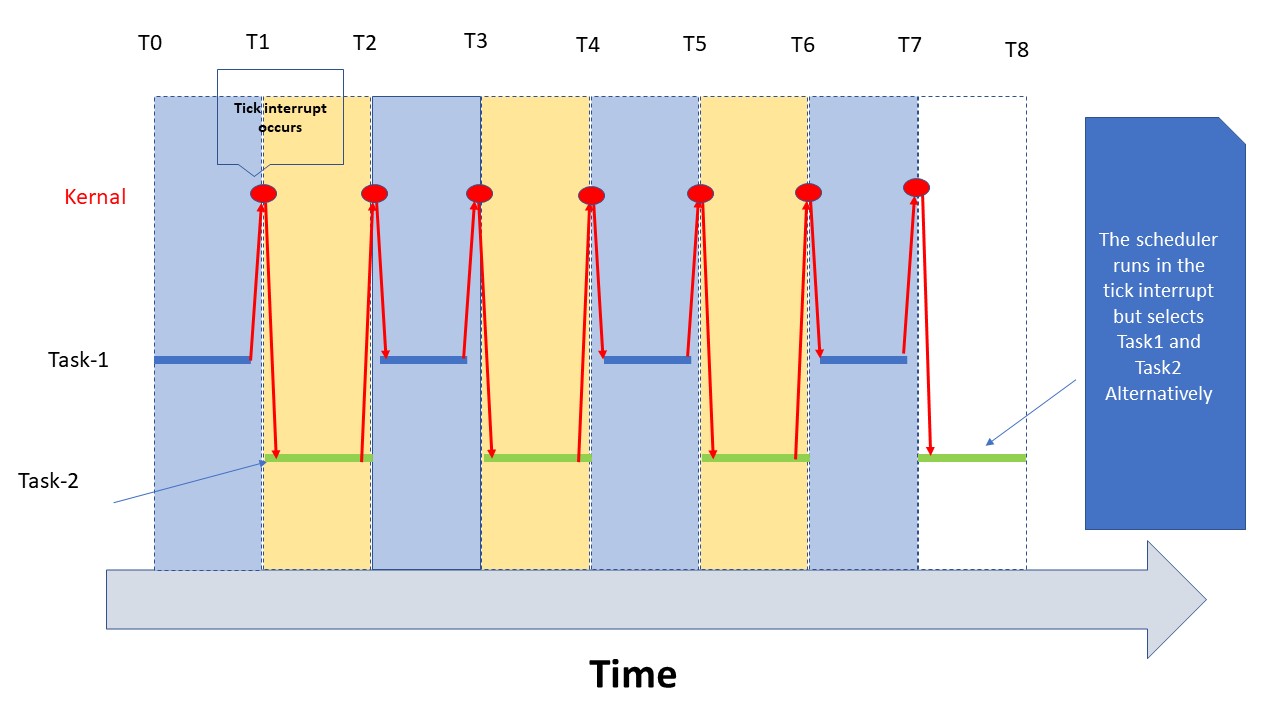 T0
T1
T2
T3
T4
T5
T6
T7
T8
Tick interrupt
occurs
Kernal
The scheduler
runs in the
tick interrupt
but selects
Task1 and
Task2
Alternatively
Task-1
Task-2
Time